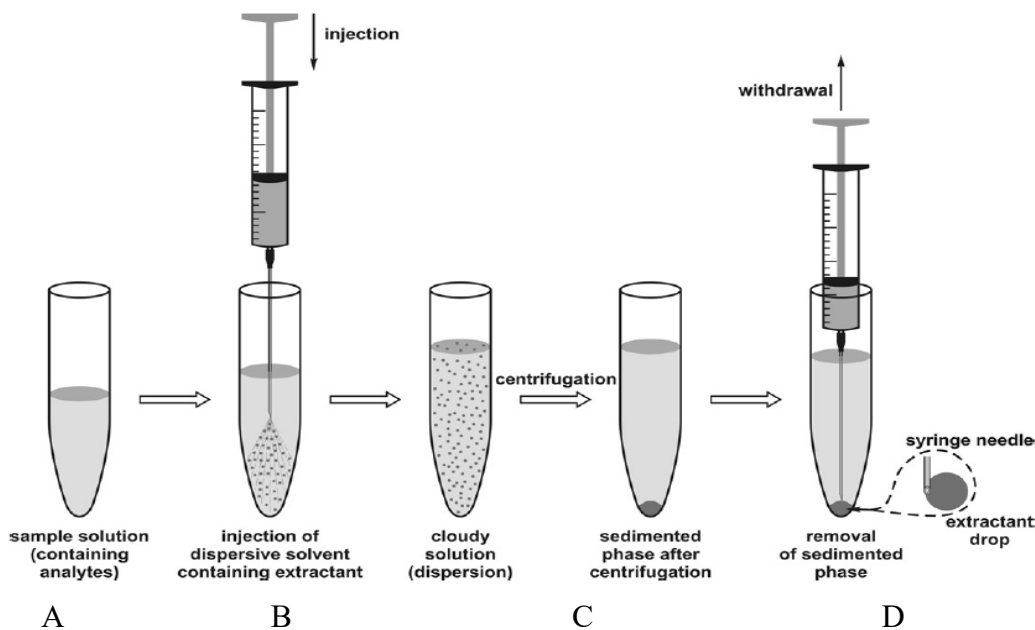 injection
withdrawal
centrifugation
syringe needle
extractant
drop
sample solution
(containing
analytes)
injection of
dispersive solvent
containing extractant
cloudy
solution
(dispersion)
sedimented
phase after
centrifugation
removal
of sedimented
phase
A
B
C
D